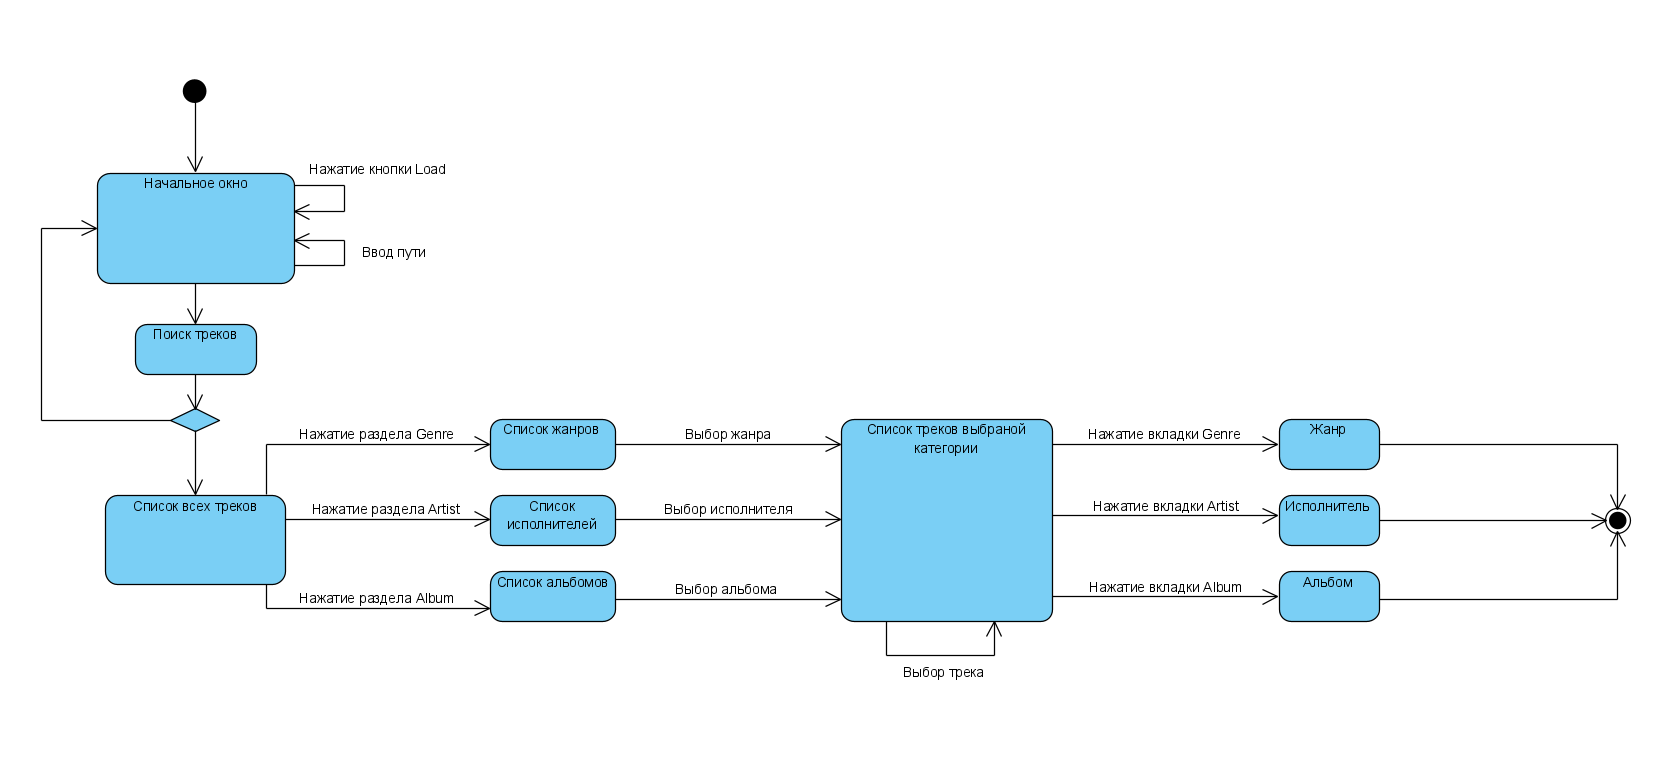 Нажатие кнопки Load
Начальное окно
Ввод пути
Поиск треков
Нажатие раздела Genre
Список жанров
Выбор жанра
Список треков выбраной
категории
Нажатие вкладки Genre
Жанр
Список всех треков
Нажатие раздела Artist
Список
исполнителей
Выбор исполнителя
Нажатие вкладки Artist
Исполнитель
Нажатие раздела Album
Список альбомов
Выбор альбома
Нажатие вкладки Album
Альбом
Выбор трека